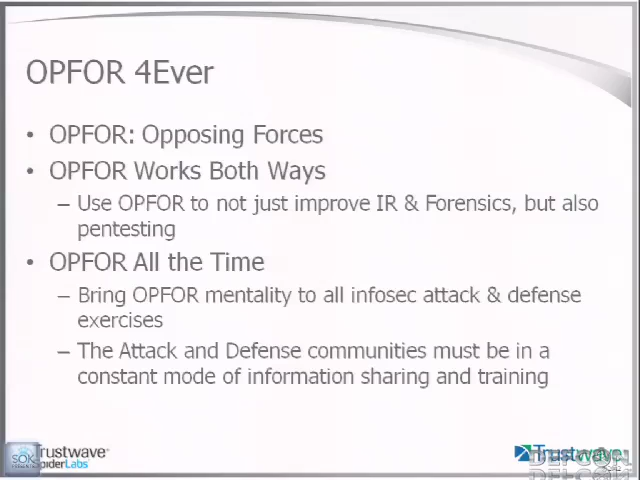 OPFOR 4Ever
• OPFOR: Opposing Forces
• OPFOR Works Both Ways
– Use OPFOR to not just improve IR & Forensics, but also
pentesting
• OPFOR All the Time
– Bring OPFOR mentality to all infosec attack & defense
exercises
– The Attack and Defense communities must be in a
constant mode of information sharing and training
SOK
Trustwave
SpiderLabs
Trustwave
DEFCON